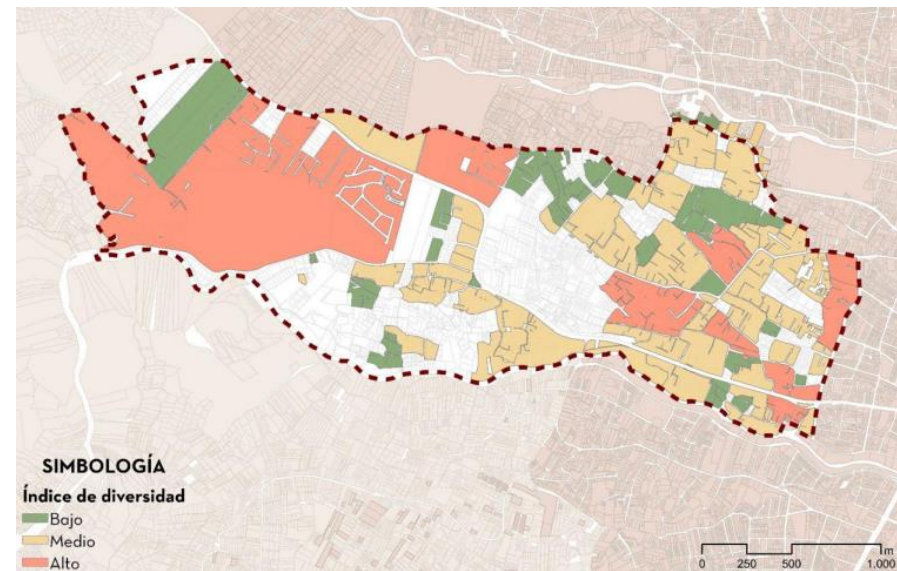 SIMBOLOGÍA
Índice de diversidad
Bajo
Medio
Alto
m
0 250 500 1.000